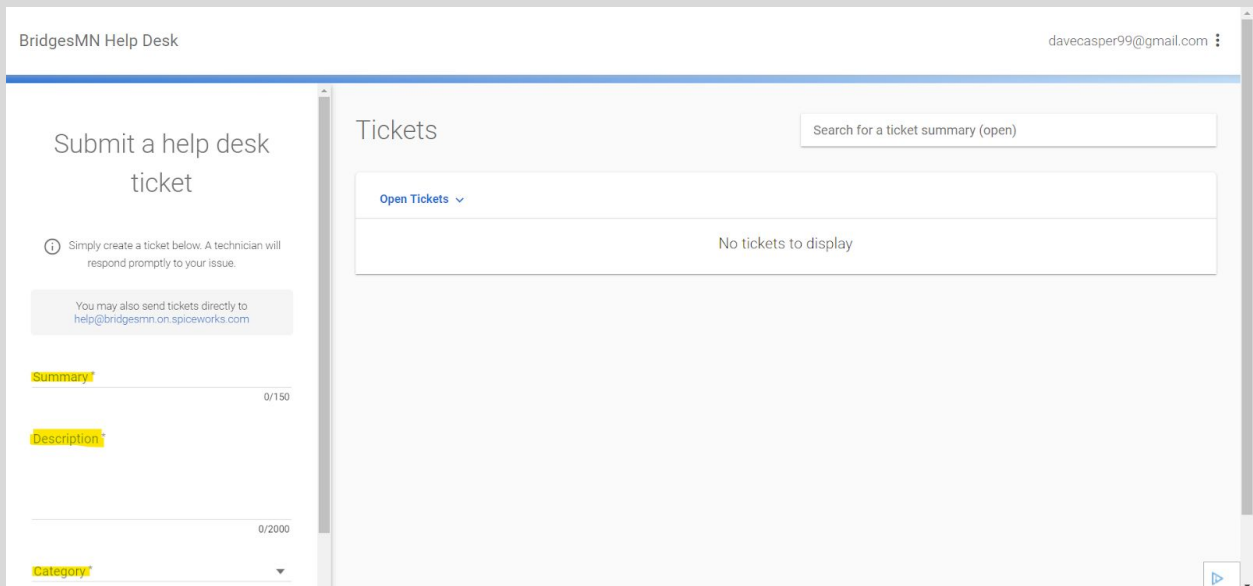 BridgesMN Help Desk
davecasper99@gmail.com
Submit a help desk
ticket
Simply create a ticket below. A technician will
respond promptly to your issue.
You may also send tickets directly to
help@bridgesmn.on.spiceworks.com
Summary*
0/150
Description*
0/2000
Category*
Tickets
Search for a ticket summary (open)
Open Tickets
No tickets to display